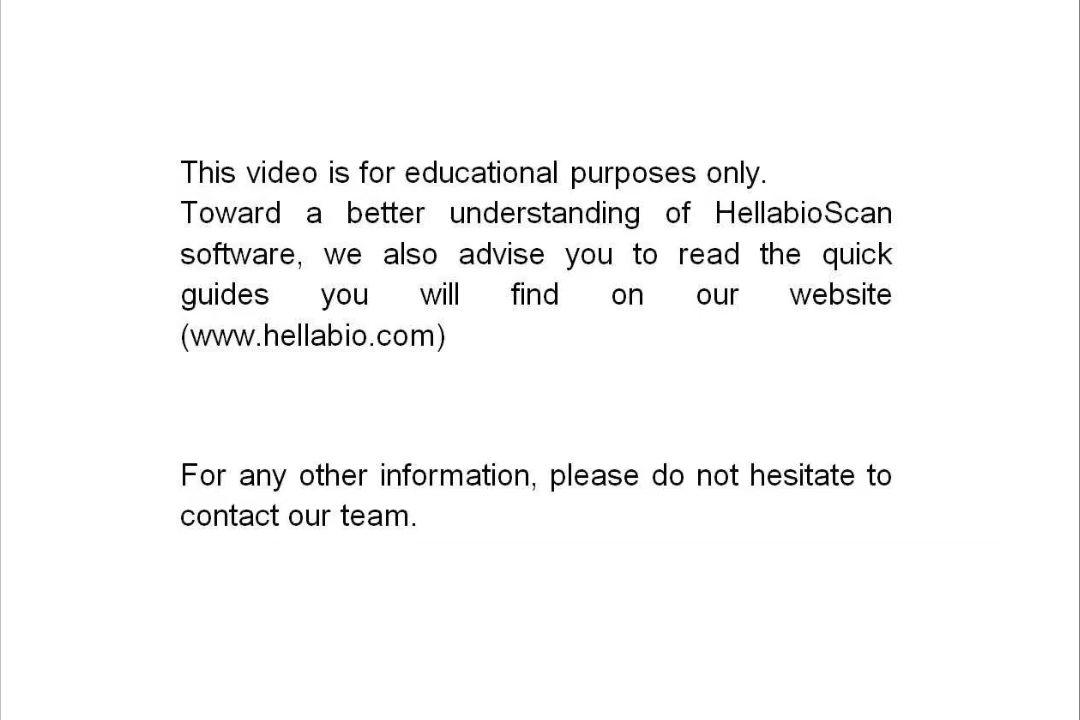 This video is for educational purposes only.
Toward a better understanding of HellabioScan
software, we also advise you to read the quick
guides you will find on our website
(www.hellabio.com)
For any other information, please do not hesitate to
contact our team.